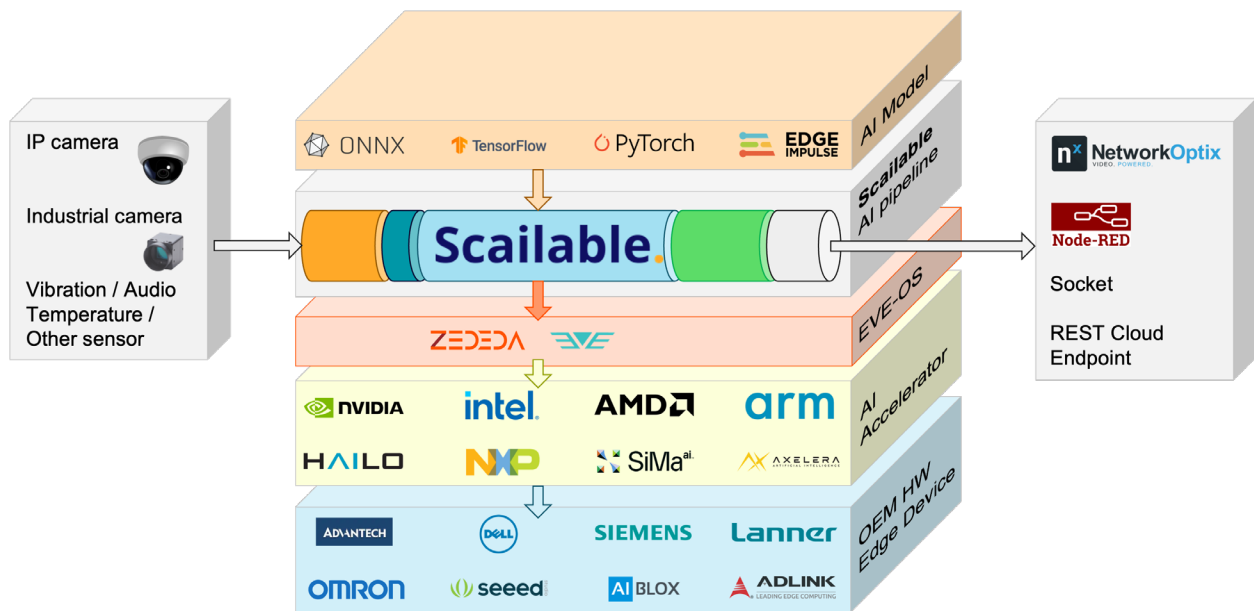 IP camera
Industrial camera
Vibration / Audio
Temperature /
Other sensor
AI Model
ONNX
TensorFlow
PyTorch
EDGE
IMPULSE
Scailable
AI pipeline
Scailable.
EVE-OS
ZEDEDA
EVE
AI
Accelerator
NVIDIA
intel.
AMD
arm
HAILO
NXP
SiMa ai
AXELERA
ARTIFICIAL INTELLIGENCE
OEM HW
Edge Device
ADVANTECH
DELL
SIEMENS
Lanner
OMRON
seeed
AI BLOX
ADLINK
LEADING EDGE COMPUTING
nx NetworkOptix
VIDEO. POWERED.
Node-RED
Socket
REST Cloud
Endpoint